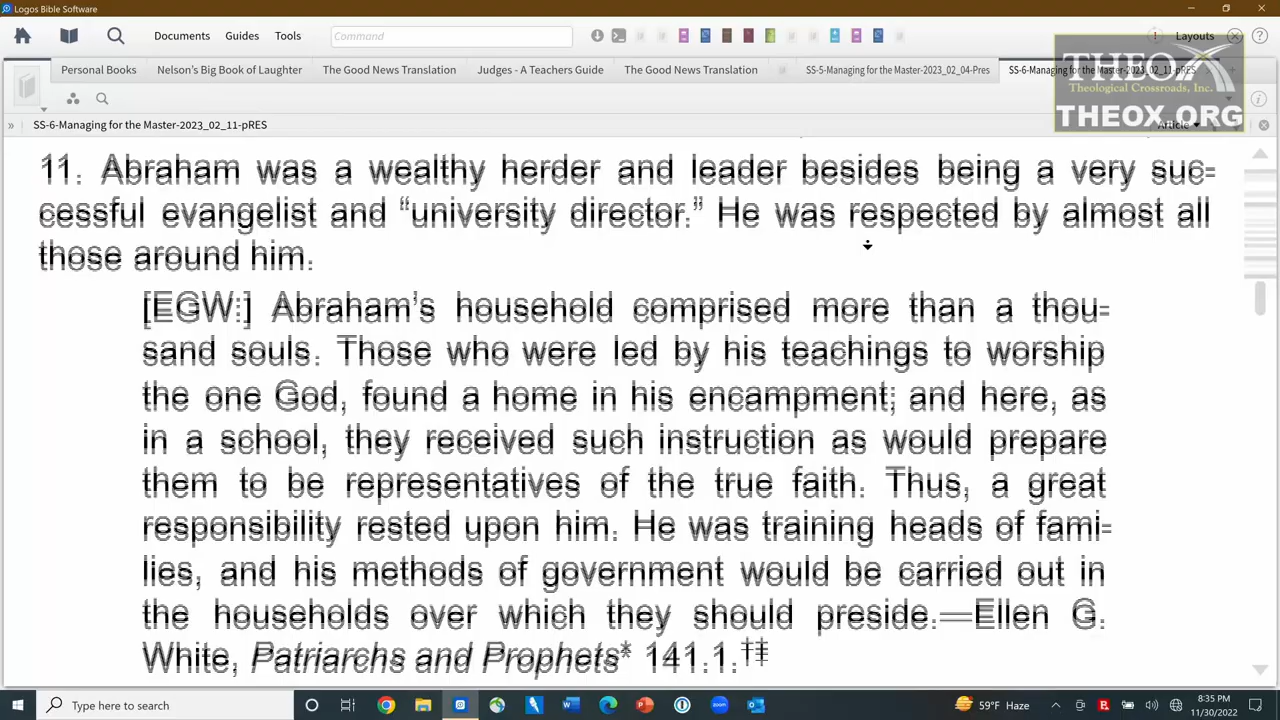 Logos Bible Software
Documents Guides Tools Command Layouts
Personal Books Nelson's Big Book of Laughter The Go Judges - A Teachers Guide The Good News Translation SS-5-Managing for the Master-2023_02_04-Pres SS-6-Managing for the Master-2023_02_11-pRES
THEOX
Theological Crossroads, Inc.
THEOX.ORG
SS-6-Managing for the Master-2023_02_11-pRES Article
11. Abraham was a wealthy herder and leader besides being a very suc-
cessful evangelist and “university director.” He was respected by almost all
those around him.
[EGW:] Abraham’s household comprised more than a thou-
sand souls. Those who were led by his teachings to worship
the one God, found a home in his encampment; and here, as
in a school, they received such instruction as would prepare
them to be representatives of the true faith. Thus, a great
responsibility rested upon him. He was training heads of fami-
lies, and his methods of government would be carried out in
the households over which they should preside.—Ellen G.
White, Patriarchs and Prophets* 141.1.†‡
Type here to search 59°F Haze 8:35 PM
11/30/2022